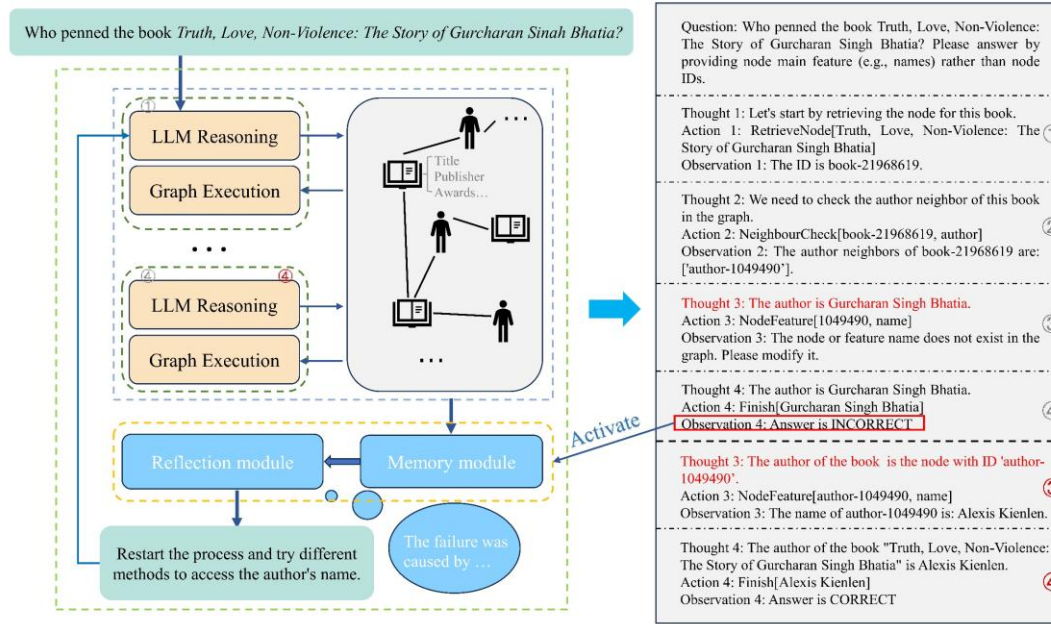 Who penned the book Truth, Love, Non-Violence: The Story of Gurcharan Sinah Bhatia?
①
LLM Reasoning
Graph Execution
...
④ ④
LLM Reasoning
Graph Execution
...
Title
Publisher
Awards…
...
Reflection module
Memory module
Activate
The failure was
caused by …
Restart the process and try different
methods to access the author's name.
Question: Who penned the book Truth, Love, Non-Violence:
The Story of Gurcharan Singh Bhatia? Please answer by
providing node main feature (e.g., names) rather than node
IDs.
Thought 1: Let's start by retrieving the node for this book.
Action 1: RetrieveNode[Truth, Love, Non-Violence: The
Story of Gurcharan Singh Bhatia]
Observation 1: The ID is book-21968619.
Thought 2: We need to check the author neighbor of this book
in the graph.
Action 2: NeighbourCheck[book-21968619, author]
Observation 2: The author neighbors of book-21968619 are:
['author-1049490’].
②
Thought 3: The author is Gurcharan Singh Bhatia.
Action 3: NodeFeature[1049490, name]
Observation 3: The node or feature name does not exist in the
graph. Please modify it.
③
Thought 4: The author is Gurcharan Singh Bhatia.
Action 4: Finish[Gurcharan Singh Bhatia]
Observation 4: Answer is INCORRECT
④
Thought 3: The author of the book is the node with ID 'author-
1049490’.
Action 3: NodeFeature[author-1049490, name]
Observation 3: The name of author-1049490 is: Alexis Kienlen.
③
Thought 4: The author of the book "Truth, Love, Non-Violence:
The Story of Gurcharan Singh Bhatia" is Alexis Kienlen.
Action 4: Finish[Alexis Kienlen]
Observation 4: Answer is CORRECT
④